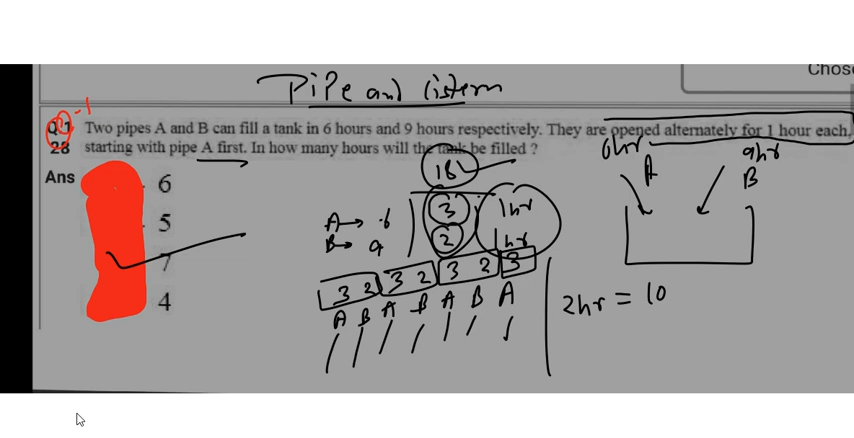 Chose
Pipe and Cistern
-1
Q.1 Two pipes A and B can fill a tank in 6 hours and 9 hours respectively. They are opened alternately for 1 hour each,
28 starting with pipe A first. In how many hours will the tank be filled ?
6hr 9hr
A B
18
Ans 6
5
7
4
A → 6 3 1hr
B → 9 2 1hr
3 2 3 2 3 2 3
A B A B A B A
2hr = 10